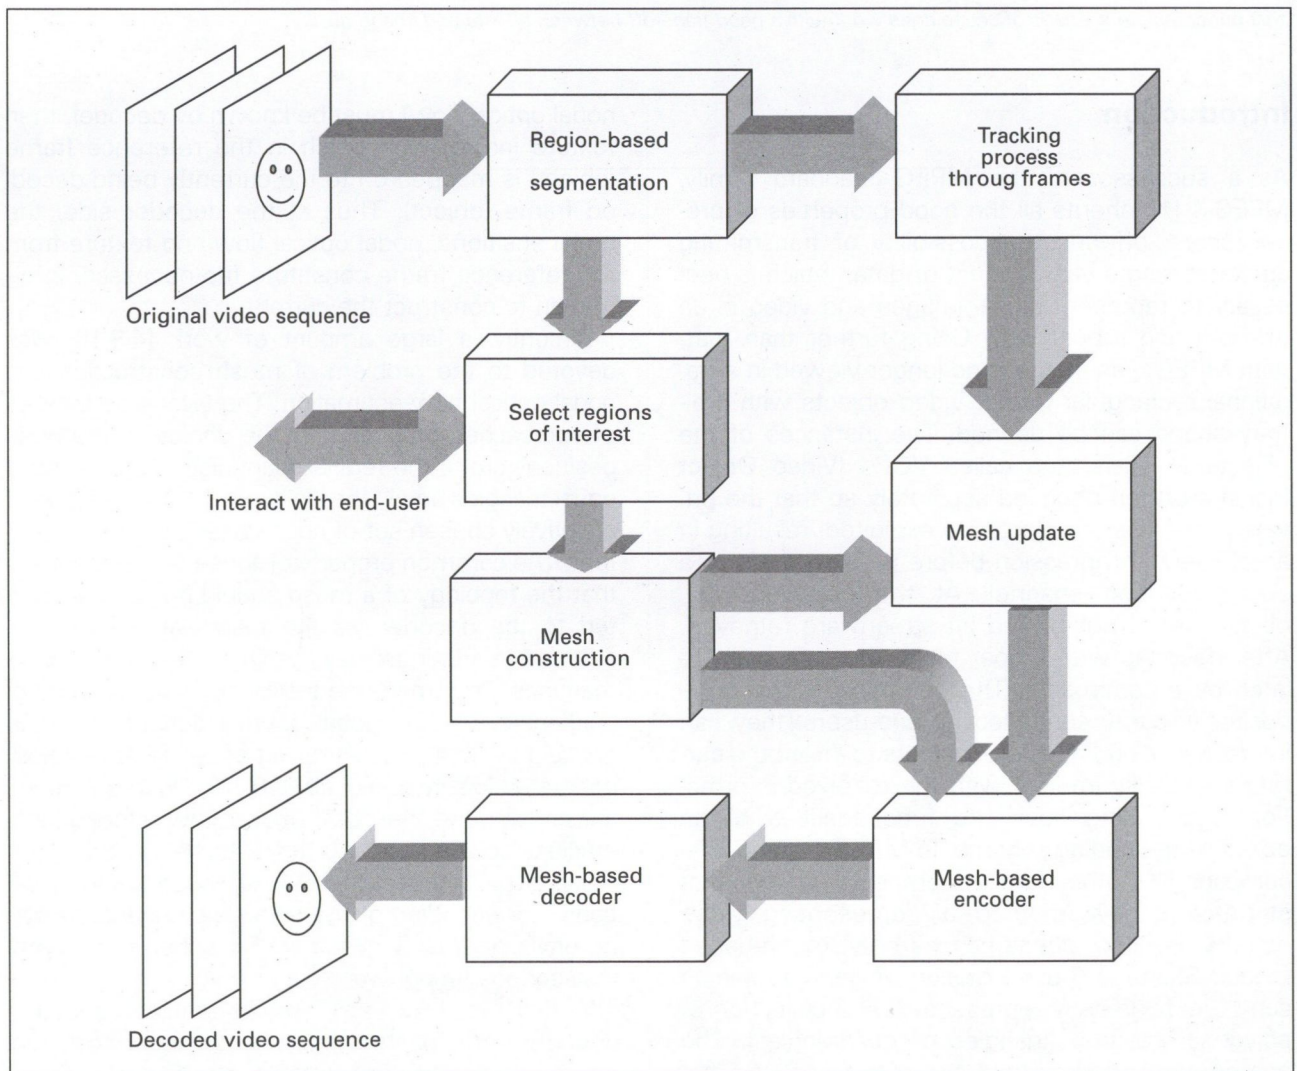 Region-based
segmentation
Tracking
process
throug frames
Original video sequence
Select regions
of interest
Interact with end-user
Mesh update
Mesh
construction
Mesh-based
decoder
Mesh-based
encoder
Decoded video sequence